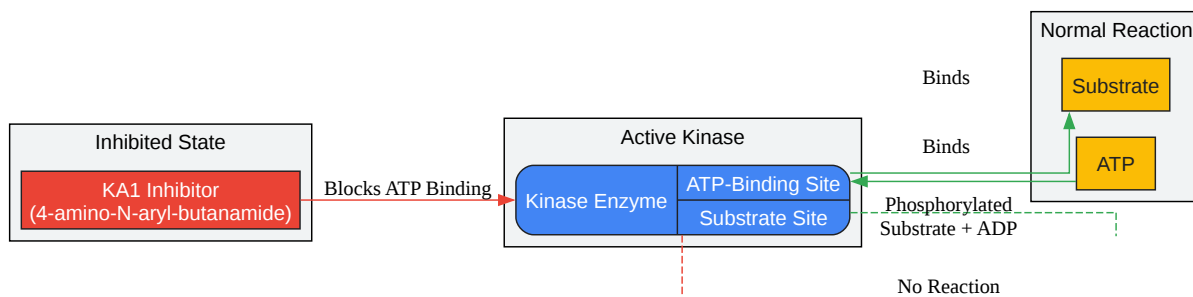 Inhibited State
KA1 Inhibitor
(4-amino-N-aryl-butanamide)
Blocks ATP Binding
Active Kinase
Kinase Enzyme
ATP-Binding Site
Substrate Site
Binds
Binds
Phosphorylated
Substrate + ADP
No Reaction
Normal Reaction
Substrate
ATP